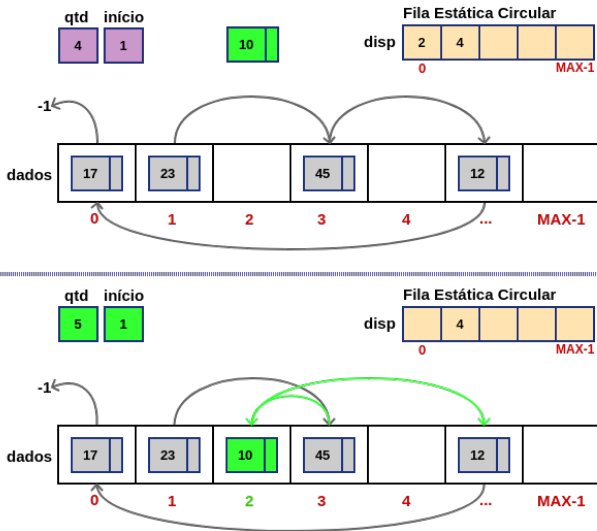 qtd início Fila Estática Circular
4 1 10 disp 2 4
0 MAX-1
-1
dados 17 23 45 12
0 1 2 3 4 ... MAX-1
qtd início Fila Estática Circular
5 1 disp 4
0 MAX-1
-1
dados 17 23 10 45 12
0 1 2 3 4 ... MAX-1